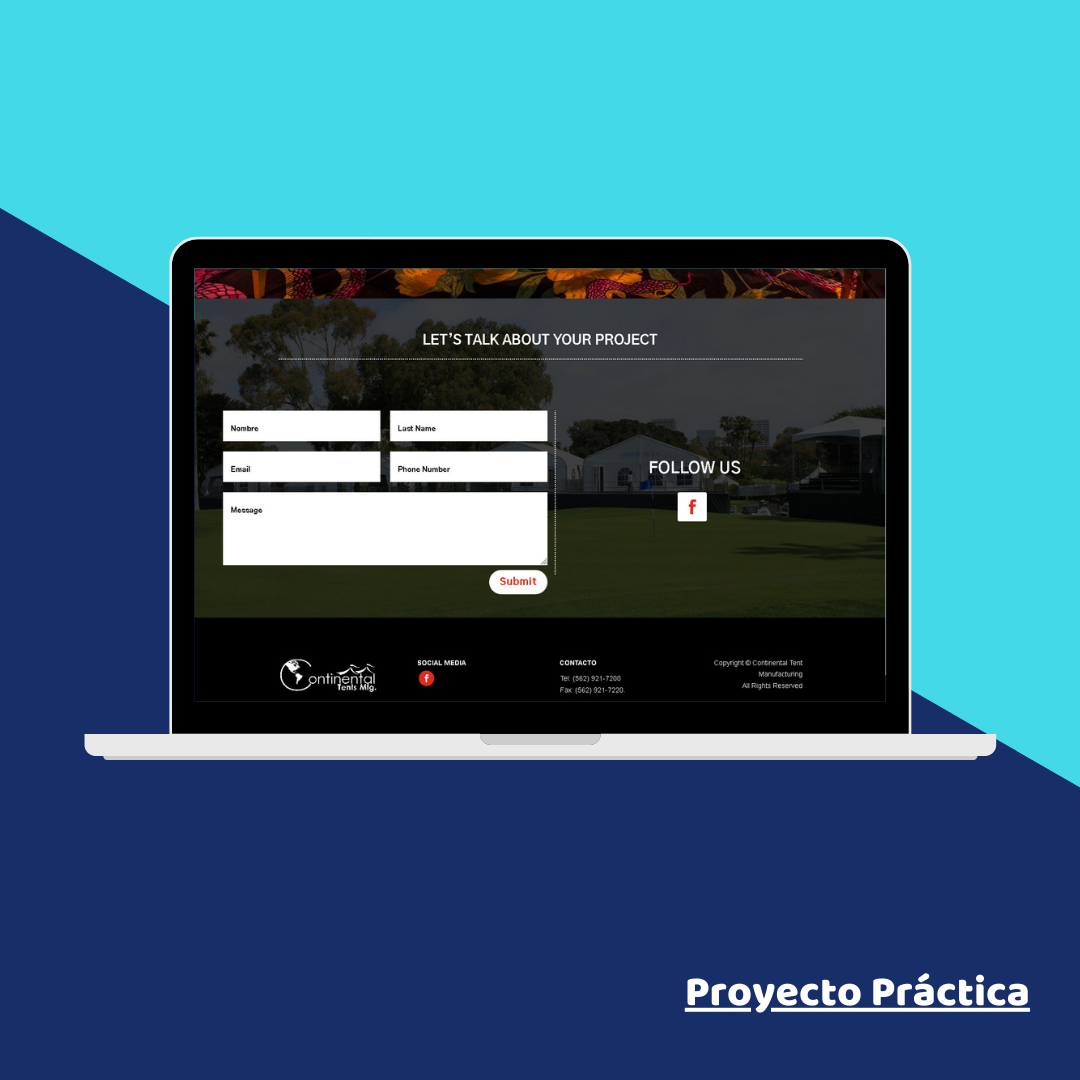 LET’S TALK ABOUT YOUR PROJECT
Nombre
Last Name
Email
Phone Number
Message
Submit
FOLLOW US
f
Continental
Tents Mfg.
SOCIAL MEDIA
f
CONTACTO
Tel: (562) 921-7200
Fax: (562) 921-7220.
Copyright © Continental Tent
Manufacturing
All Rights Reserved
Proyecto Práctica